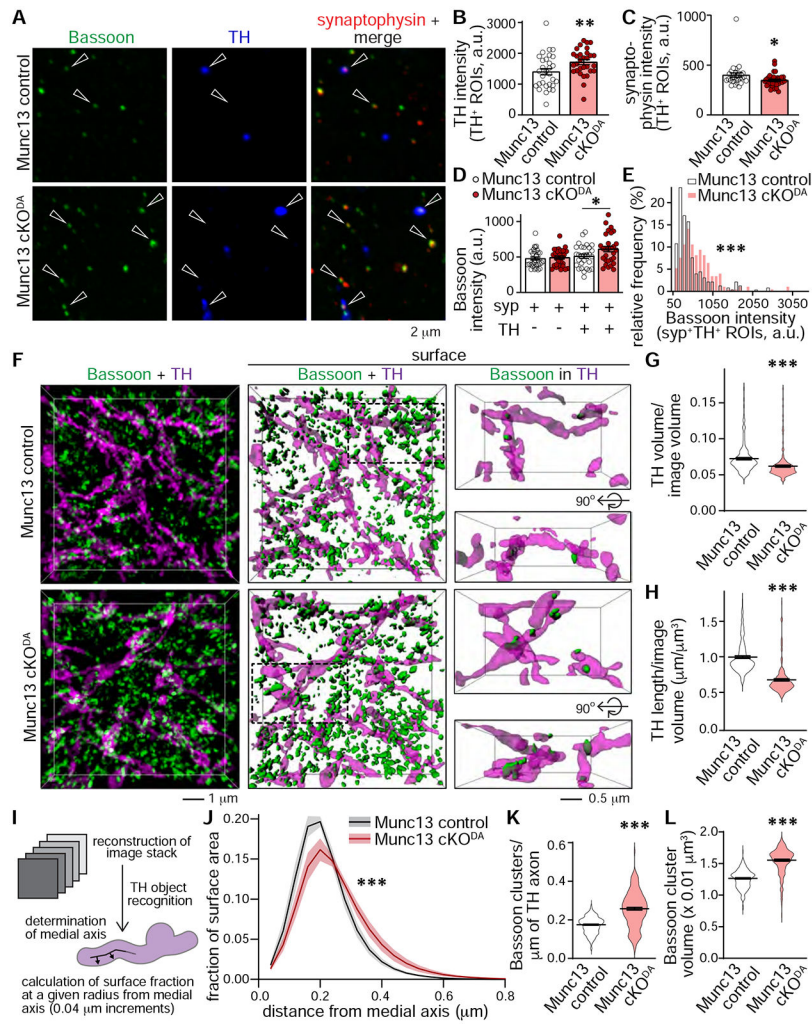 A
Bassoon
TH
synaptophysin +
merge
Munc13 control
Munc13 cKOᴰᴬ
2 μm
B
TH intensity
(TH⁺ ROIs, a.u.)
3000
2000
1000
0
**
Munc13
control
Munc13
cKOᴰᴬ
C
synapto-
physin intensity
(TH⁺ ROIs, a.u.)
1000
500
0
*
Munc13
control
Munc13
cKOᴰᴬ
D
Munc13 control
Munc13 cKOᴰᴬ
Bassoon
intensity (a.u.)
1000
500
0
*
syp + + + +
TH - - + +
E
Munc13 control
Munc13 cKOᴰᴬ
relative frequency (%)
20
15
10
5
0
***
50 1050 2050 3050
Bassoon intensity
(syp⁺TH⁺ ROIs, a.u.)
F
surface
Bassoon + TH
Bassoon + TH
Bassoon in TH
Munc13 control
Munc13 cKOᴰᴬ
90°
90°
1 μm
0.5 μm
G
TH volume/
image volume
0.15
0.10
0.05
0.00
***
Munc13
control
Munc13
cKOᴰᴬ
H
TH length/image
volume (μm/μm³)
1.5
1.0
0.5
0.0
***
Munc13
control
Munc13
cKOᴰᴬ
I
reconstruction of
image stack
TH object
recognition
determination
of medial axis
calculation of surface fraction
at a given radius from medial
axis (0.04 μm increments)
J
Munc13 control
Munc13 cKOᴰᴬ
fraction of surface area
0.20
0.15
0.10
0.05
0.00
***
0.0 0.2 0.4 0.6 0.8
distance from medial axis (μm)
K
Bassoon clusters/
μm of TH axon
0.6
0.4
0.2
0.0
***
Munc13
control
Munc13
cKOᴰᴬ
L
Bassoon cluster
volume (x 0.01 μm³)
2.0
1.5
1.0
0.5
0.0
***
Munc13
control
Munc13
cKOᴰᴬ